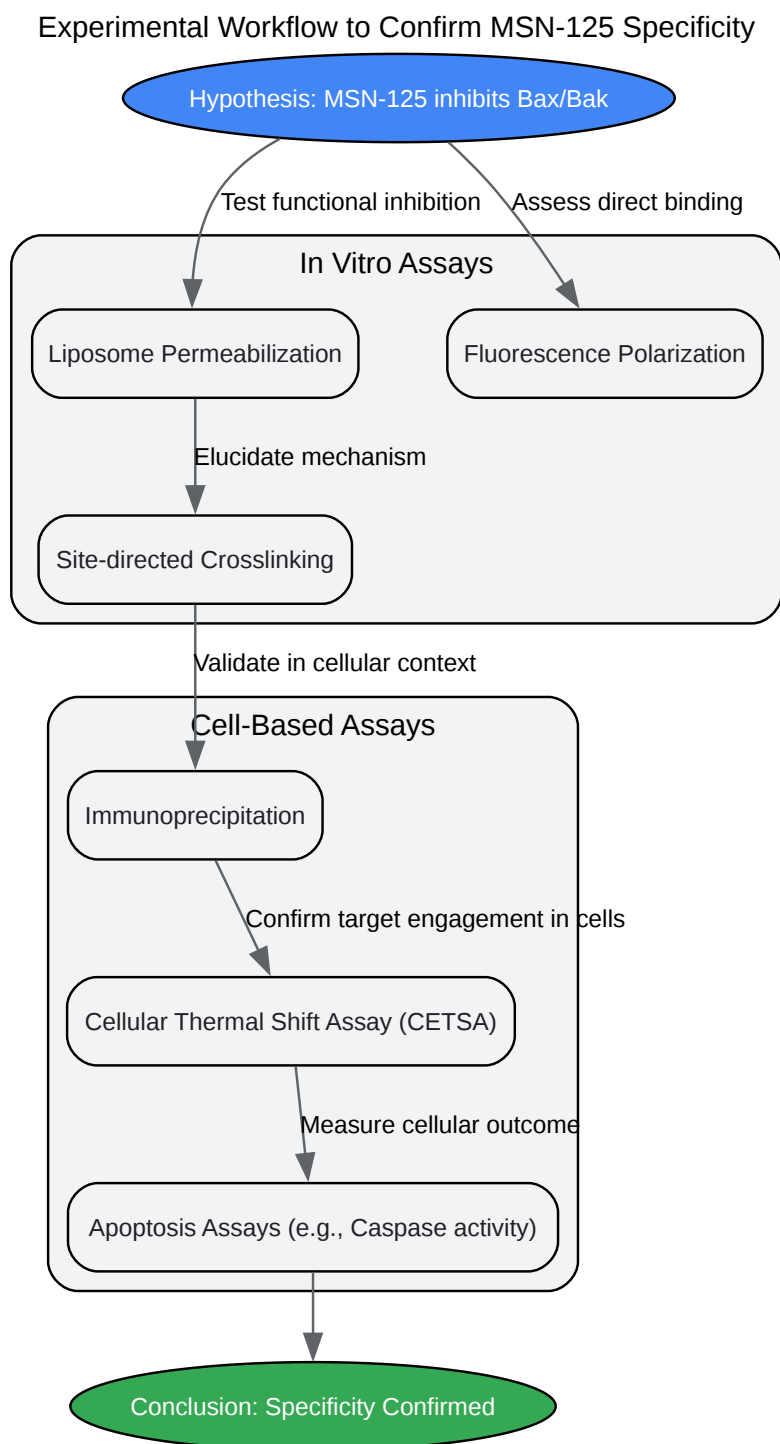 Experimental Workflow to Confirm MSN-125 Specificity
Hypothesis: MSN-125 inhibits Bax/Bak
Test functional inhibition
Assess direct binding
In Vitro Assays
Liposome Permeabilization
Fluorescence Polarization
Elucidate mechanism
Site-directed Crosslinking
Validate in cellular context
Cell-Based Assays
Immunoprecipitation
Confirm target engagement in cells
Cellular Thermal Shift Assay (CETSA)
Measure cellular outcome
Apoptosis Assays (e.g., Caspase activity)
Conclusion: Specificity Confirmed